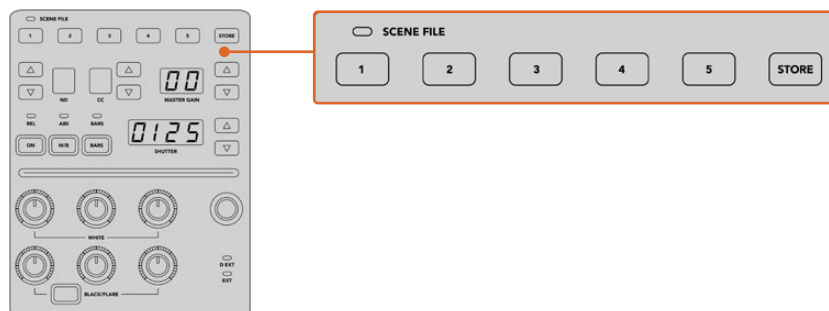 SCENE FILE
1 2 3 4 5 STORE
ND CC 00 MASTER GAIN
REL ABS BARS
ON W/B BARS 0125
SHUTTER
WHITE
D EXT
EXT
BLACK/FLARE
SCENE FILE
1 2 3 4 5 STORE